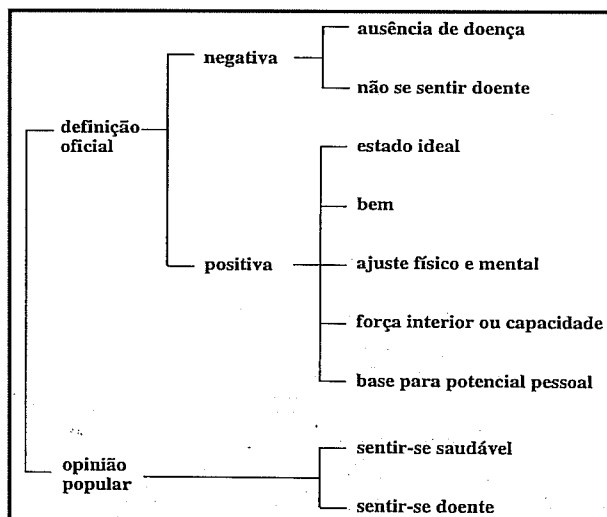 ausência de doença
negativa
não se sentir doente
definição
oficial
estado ideal
bem
positiva
ajuste físico e mental
força interior ou capacidade
base para potencial pessoal
sentir-se saudável
opinião
popular
sentir-se doente